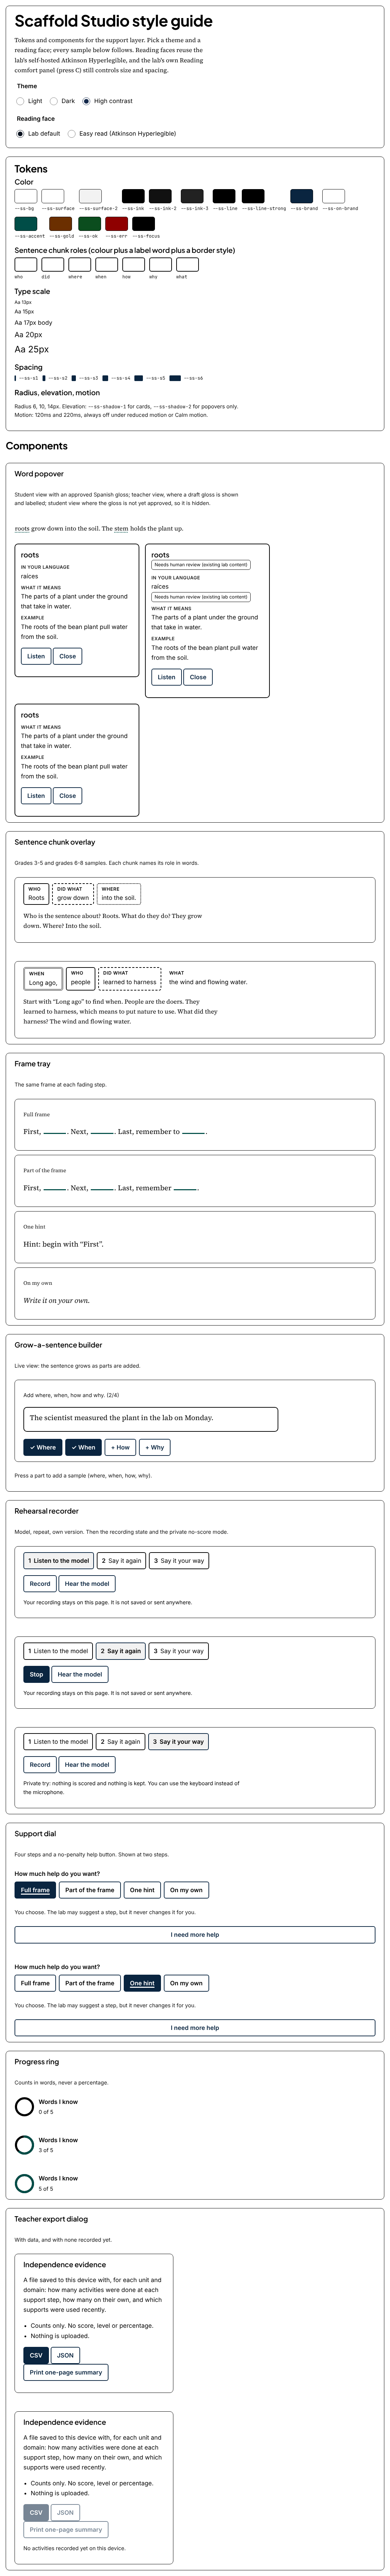 Scaffold Studio style guide
Tokens and components for the support layer. Pick a theme and a
reading face; every sample below follows. Reading faces reuse the
lab's self-hosted Atkinson Hyperlegible, and the lab's own Reading
comfort panel (press C) still controls size and spacing.
Theme
Light Dark High contrast
Reading face
Lab default Easy read (Atkinson Hyperlegible)
Tokens
Color
--ss-bg --ss-surface --ss-surface-2 --ss-ink --ss-ink-2 --ss-ink-3 --ss-line --ss-line-strong --ss-brand --ss-on-brand
--ss-accent --ss-gold --ss-ok --ss-err --ss-focus
Sentence chunk roles (colour plus a label word plus a border style)
who did where when how why what
Type scale
Aa 13px
Aa 15px
Aa 17px body
Aa 20px
Aa 25px
Spacing
--ss-s1 --ss-s2 --ss-s3 --ss-s4 --ss-s5 --ss-s6
Radius, elevation, motion
Radius 6, 10, 14px. Elevation: --ss-shadow-1 for cards, --ss-shadow-2 for popovers only.
Motion: 120ms and 220ms, always off under reduced motion or Calm motion.
Components
Word popover
Student view with an approved Spanish gloss; teacher view, where a draft gloss is shown
and labelled; student view where the gloss is not yet approved, so it is hidden.
roots grow down into the soil. The stem holds the plant up.
roots
IN YOUR LANGUAGE
raíces
WHAT IT MEANS
The parts of a plant under the ground
that take in water.
EXAMPLE
The roots of the bean plant pull water
from the soil.
Listen Close
roots
Needs human review (existing lab content)
IN YOUR LANGUAGE
raíces
Needs human review (existing lab content)
WHAT IT MEANS
The parts of a plant under the ground
that take in water.
EXAMPLE
The roots of the bean plant pull water
from the soil.
Listen Close
roots
WHAT IT MEANS
The parts of a plant under the ground
that take in water.
EXAMPLE
The roots of the bean plant pull water
from the soil.
Listen Close
Sentence chunk overlay
Grades 3-5 and grades 6-8 samples. Each chunk names its role in words.
WHO DID WHAT WHERE
Roots grow down into the soil.
Who is the sentence about? Roots. What do they do? They grow
down. Where? Into the soil.
WHEN WHO DID WHAT WHAT
Long ago, people learned to harness the wind and flowing water.
Start with “Long ago” to find when. People are the doers. They
learned to harness, which means to put nature to use. What did they
harness? The wind and flowing water.
Frame tray
The same frame at each fading step.
Full frame
First, ______. Next, ______. Last, remember to ______.
Part of the frame
First, ______. Next, ______. Last, remember ______.
One hint
Hint: begin with “First”.
On my own
Write it on your own.
Grow-a-sentence builder
Live view: the sentence grows as parts are added.
Add where, when, how and why. (2/4)
The scientist measured the plant in the lab on Monday.
✓ Where ✓ When + How + Why
Press a part to add a sample (where, when, how, why).
Rehearsal recorder
Model, repeat, own version. Then the recording state and the private no-score mode.
1 Listen to the model 2 Say it again 3 Say it your way
Record Hear the model
Your recording stays on this page. It is not saved or sent anywhere.
1 Listen to the model 2 Say it again 3 Say it your way
Stop Hear the model
Your recording stays on this page. It is not saved or sent anywhere.
1 Listen to the model 2 Say it again 3 Say it your way
Record Hear the model
Private try: nothing is scored and nothing is kept. You can use the keyboard instead of
the microphone.
Support dial
Four steps and a no-penalty help button. Shown at two steps.
How much help do you want?
Full frame Part of the frame One hint On my own
You choose. The lab may suggest a step, but it never changes it for you.
I need more help
How much help do you want?
Full frame Part of the frame One hint On my own
You choose. The lab may suggest a step, but it never changes it for you.
I need more help
Progress ring
Counts in words, never a percentage.
Words I know
0 of 5
Words I know
3 of 5
Words I know
5 of 5
Teacher export dialog
With data, and with none recorded yet.
Independence evidence
A file saved to this device with, for each unit and
domain: how many activities were done at each
support step, how many on their own, and which
supports were used recently.
• Counts only. No score, level or percentage.
• Nothing is uploaded.
CSV JSON
Print one-page summary
Independence evidence
A file saved to this device with, for each unit and
domain: how many activities were done at each
support step, how many on their own, and which
supports were used recently.
• Counts only. No score, level or percentage.
• Nothing is uploaded.
CSV JSON
Print one-page summary
No activities recorded yet on this device.